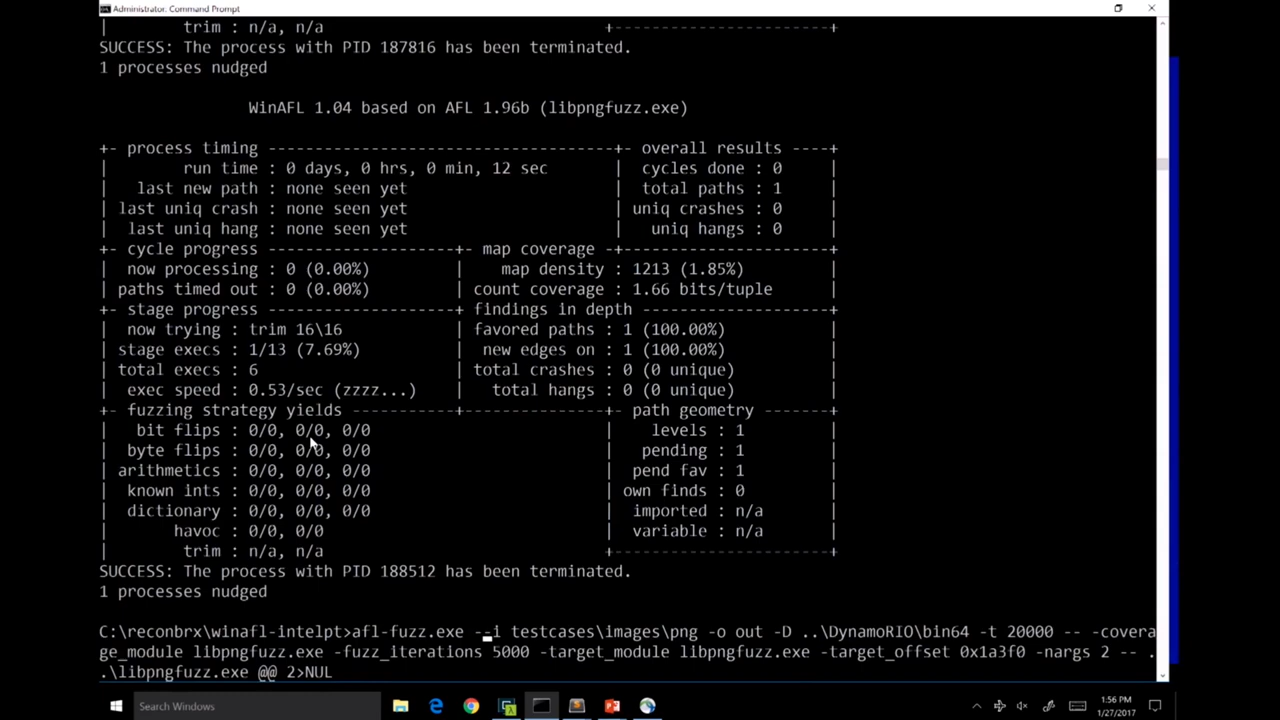 Administrator: Command Prompt
| trim : n/a, n/a +------------------------+
SUCCESS: The process with PID 187816 has been terminated.
1 processes nudged
WinAFL 1.04 based on AFL 1.96b (libpngfuzz.exe)
+- process timing --------------------------------------+- overall results ----+
| run time : 0 days, 0 hrs, 0 min, 12 sec | cycles done : 0 |
| last new path : none seen yet | total paths : 1 |
| last uniq crash : none seen yet | uniq crashes : 0 |
| last uniq hang : none seen yet | uniq hangs : 0 |
+- cycle progress --------------------+- map coverage -+-----------------------+
| now processing : 0 (0.00%) | map density : 1213 (1.85%) |
| paths timed out : 0 (0.00%) | count coverage : 1.66 bits/tuple |
+- stage progress --------------------+- findings in depth --------------------+
| now trying : trim 16\16 | favored paths : 1 (100.00%) |
| stage execs : 1/13 (7.69%) | new edges on : 1 (100.00%) |
| total execs : 6 | total crashes : 0 (0 unique) |
| exec speed : 0.53/sec (zzzz...) | total hangs : 0 (0 unique) |
+- fuzzing strategy yields -----------+---------------+- path geometry -------+
| bit flips : 0/0, 0/0, 0/0 | levels : 1 |
| byte flips : 0/0, 0/0, 0/0 | pending : 1 |
| arithmetics : 0/0, 0/0, 0/0 | pend fav : 1 |
| known ints : 0/0, 0/0, 0/0 | own finds : 0 |
| dictionary : 0/0, 0/0, 0/0 | imported : n/a |
| havoc : 0/0, 0/0 | variable : n/a |
| trim : n/a, n/a +------------------------+
SUCCESS: The process with PID 188512 has been terminated.
1 processes nudged
C:\reconbrx\winafl-intelpt>afl-fuzz.exe --i testcases\images\png -o out -D ..\DynamoRIO\bin64 -t 20000 -- -covera
ge_module libpngfuzz.exe -fuzz_iterations 5000 -target_module libpngfuzz.exe -target_offset 0x1a3f0 -nargs 2 -- .
.\libpngfuzz.exe @@ 2>NUL
Search Windows
1:56 PM
1/27/2017